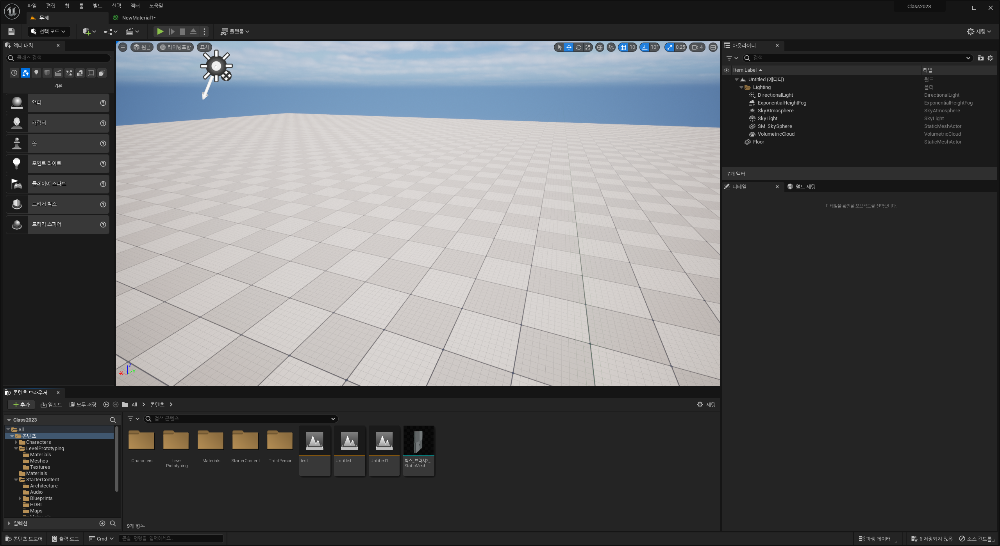 파일 편집 창 툴 빌드 선택 액터 도움말
Class2023
무제
NewMaterial1*
선택 모드
플랫폼
세팅
액터 배치
클래스 검색
기본
액터
캐릭터
폰
포인트 라이트
플레이어 스타트
트리거 박스
트리거 스피어
원근
라이팅포함
표시
10
10°
0.25
4
Z
X
Y
아웃라이너
검색...
Item Label 타입
Untitled (에디터) 월드
Lighting 폴더
DirectionalLight DirectionalLight
ExponentialHeightFog ExponentialHeightFog
SkyAtmosphere SkyAtmosphere
SkyLight SkyLight
SM_SkySphere StaticMeshActor
VolumetricCloud VolumetricCloud
Floor StaticMeshActor
7개 액터
디테일
월드 세팅
디테일을 확인할 오브젝트를 선택합니다.
콘텐츠 브라우저
추가
임포트
모두 저장
All
콘텐츠
세팅
Class2023
All
콘텐츠
Characters
LevelPrototyping
Materials
Meshes
Textures
Materials
StarterContent
Architecture
Audio
Blueprints
HDRI
Maps
컬렉션
검색 콘텐츠
Characters
Level
Prototyping
Materials
StarterContent
ThirdPerson
test
Untitled
Untitled1
박스_브러시2_
StaticMesh
9개 항목
콘텐츠 드로어
출력 로그
Cmd
콘솔 명령을 입력하세요.
파생 데이터
6 저장되지 않음
소스 컨트롤